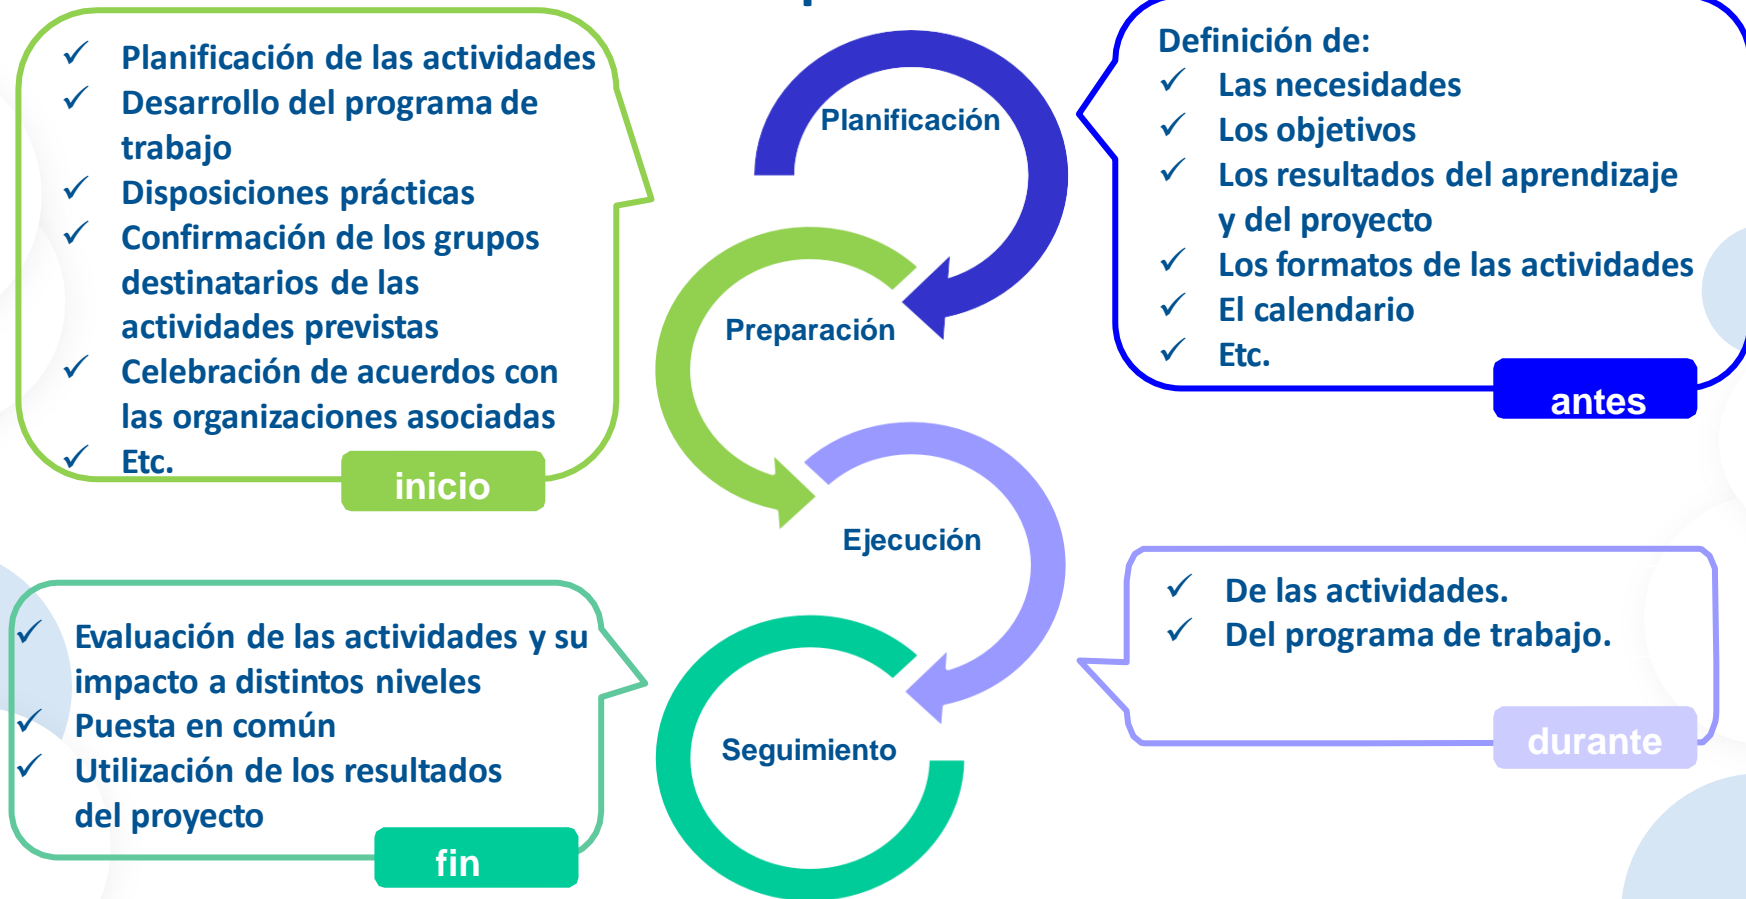 Planificación de las actividades
Desarrollo del programa de
trabajo
Disposiciones prácticas
Confirmación de los grupos
destinatarios de las
actividades previstas
Celebración de acuerdos con
las organizaciones asociadas
Etc.
inicio
Planificación
Definición de:
Las necesidades
Los objetivos
Los resultados del aprendizaje
y del proyecto
Los formatos de las actividades
El calendario
Etc.
antes
Preparación
Ejecución
De las actividades.
Del programa de trabajo.
durante
Evaluación de las actividades y su
impacto a distintos niveles
Puesta en común
Utilización de los resultados
del proyecto
fin
Seguimiento